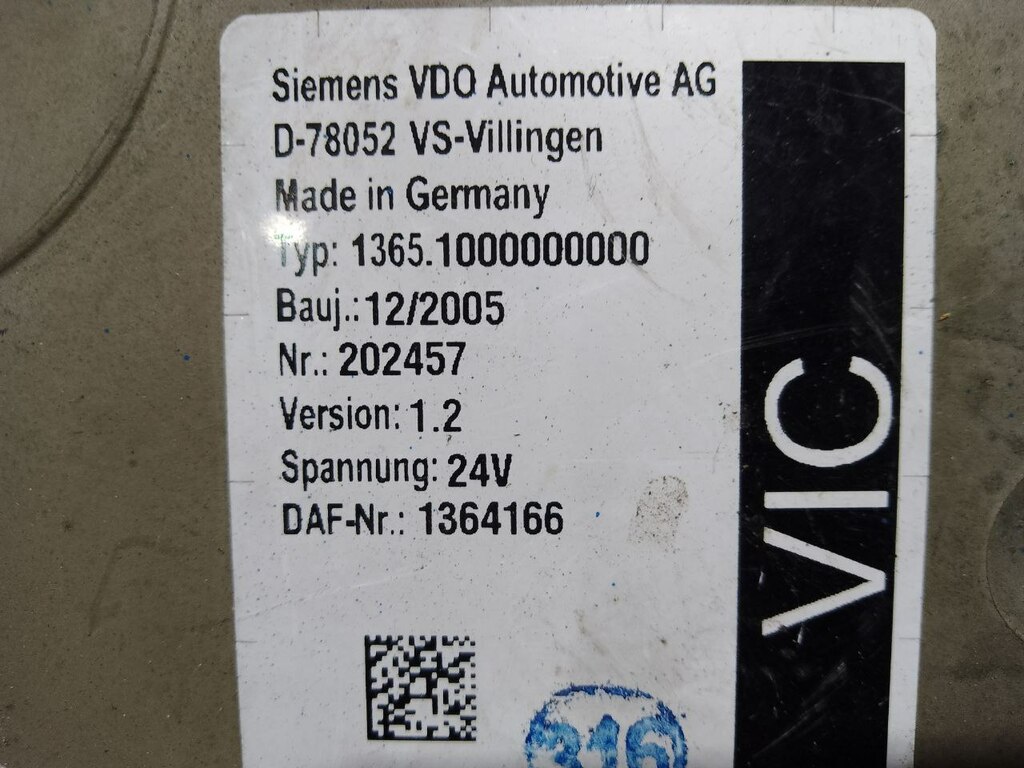 Siemens VDO Automotive AG
D-78052 VS-Villingen
Made in Germany
Typ: 1365.1000000000
Bauj.: 12/2005
Nr.: 202457
Version: 1.2
Spannung: 24V
DAF-Nr.: 1364166
VIC
316